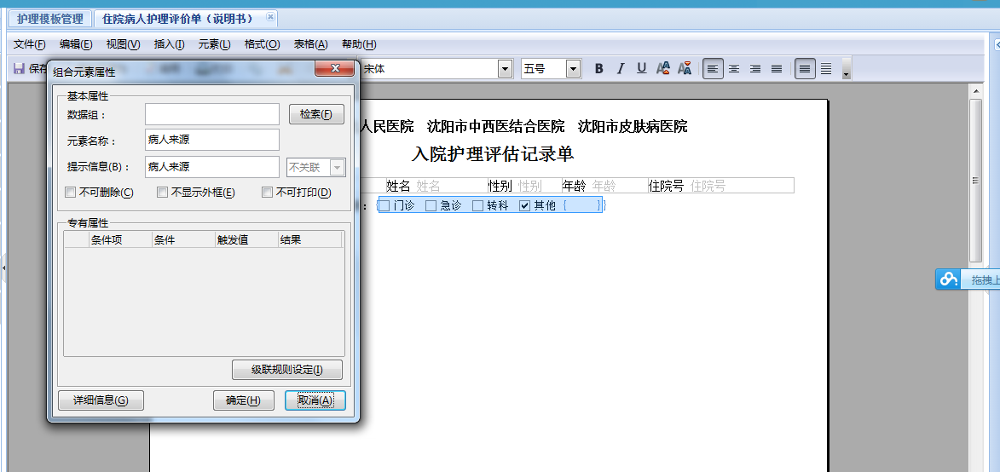 护理模板管理 住院病人护理评价单（说明书）
文件(F) 编辑(E) 视图(V) 插入(I) 元素(L) 格式(O) 表格(A) 帮助(H)
保存 宋体 五号 B I U
组合元素属性
人民医院 沈阳市中西医结合医院 沈阳市皮肤病医院
入院护理评估记录单
姓名 姓名 性别 性别 年龄 年龄 住院号 住院号
： 门诊 急诊 转科 其他 { }
基本属性
数据组： 检索(F)
元素名称： 病人来源
提示信息(B)： 病人来源 不关联
不可删除(C) 不显示外框(E) 不可打印(D)
专有属性
条件项 条件 触发值 结果
级联规则设定(I)
详细信息(G) 确定(H) 取消(A)
拖拽上